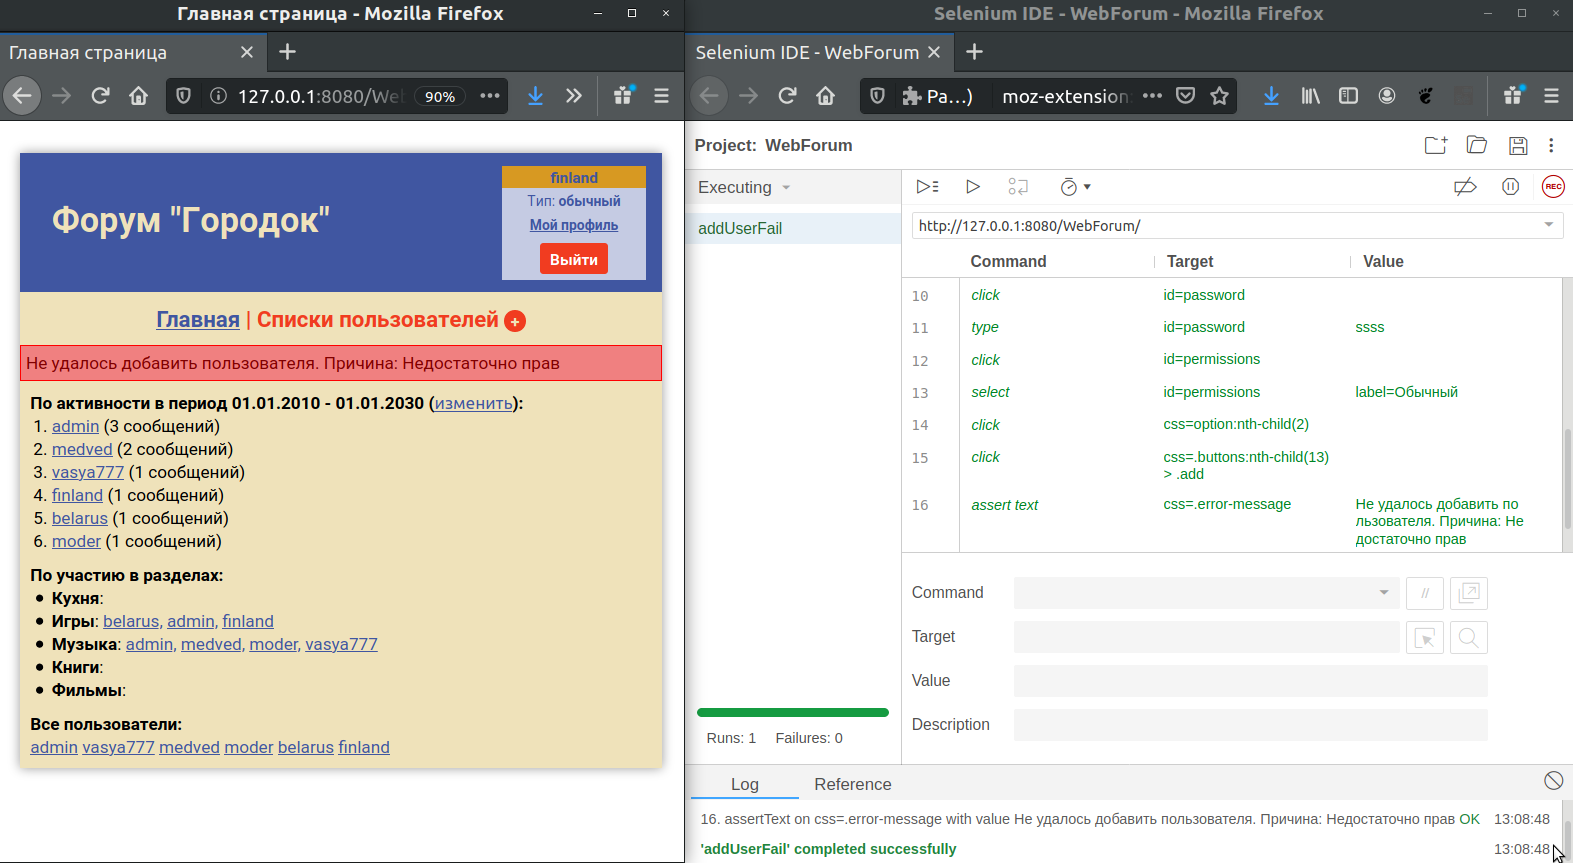 Главная страница - Mozilla Firefox
Главная страница
127.0.0.1:8080/We
90%
Форум "Городок"
finland
Тип: обычный
Мой профиль
Выйти
Главная | Списки пользователей +
Не удалось добавить пользователя. Причина: Недостаточно прав
По активности в период 01.01.2010 - 01.01.2030 (изменить):
1. admin (3 сообщений)
2. medved (2 сообщений)
3. vasya777 (1 сообщений)
4. finland (1 сообщений)
5. belarus (1 сообщений)
6. moder (1 сообщений)
По участию в разделах:
• Кухня:
• Игры: belarus, admin, finland
• Музыка: admin, medved, moder, vasya777
• Книги:
• Фильмы:
Все пользователи:
admin vasya777 medved moder belarus finland
Selenium IDE - WebForum - Mozilla Firefox
Selenium IDE - WebForum
Pa...) moz-extension:
Project: WebForum
Executing
addUserFail
Runs: 1 Failures: 0
REC
http://127.0.0.1:8080/WebForum/
Command Target Value
10 click id=password
11 type id=password ssss
12 click id=permissions
13 select id=permissions label=Обычный
14 click css=option:nth-child(2)
15 click css=.buttons:nth-child(13)
> .add
16 assert text css=.error-message Не удалось добавить по
льзователя. Причина: Не
достаточно прав
Command
//
Target
Value
Description
Log Reference
16. assertText on css=.error-message with value Не удалось добавить пользователя. Причина: Недостаточно прав OK 13:08:48
'addUserFail' completed successfully 13:08:48